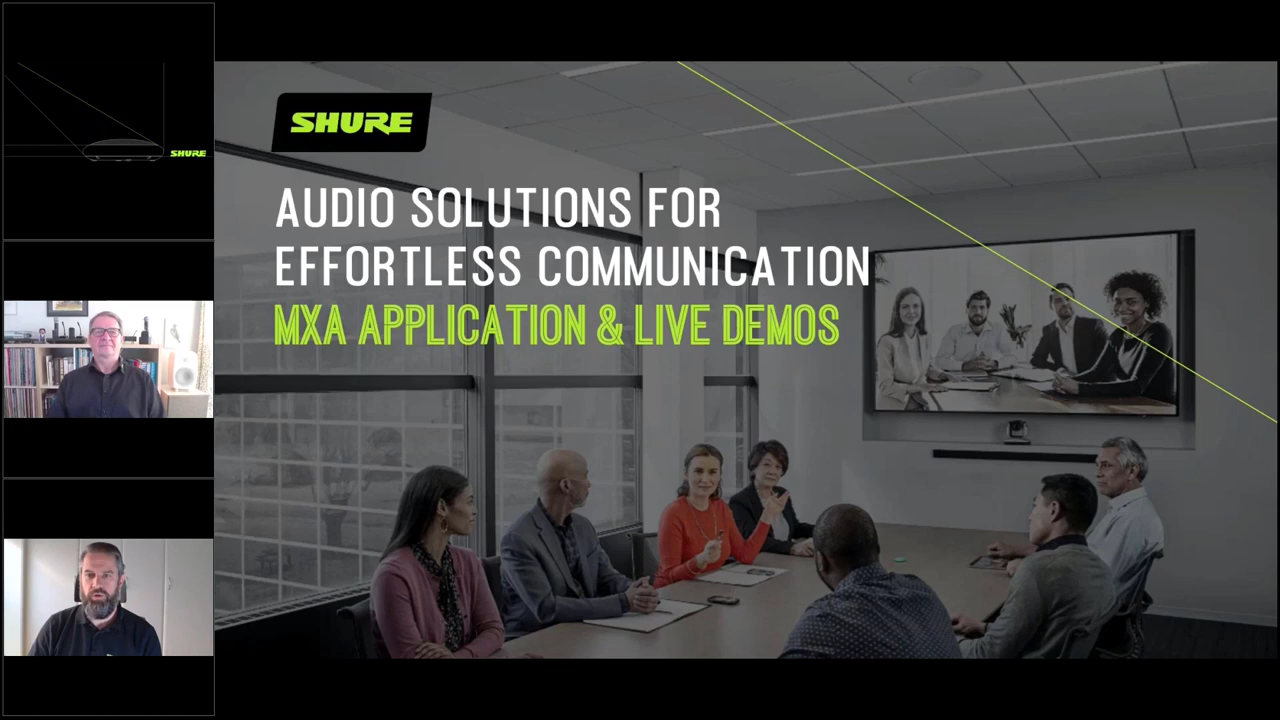 SHURE
SHURE
AUDIO SOLUTIONS FOR
EFFORTLESS COMMUNICATION
MXA APPLICATION & LIVE DEMOS